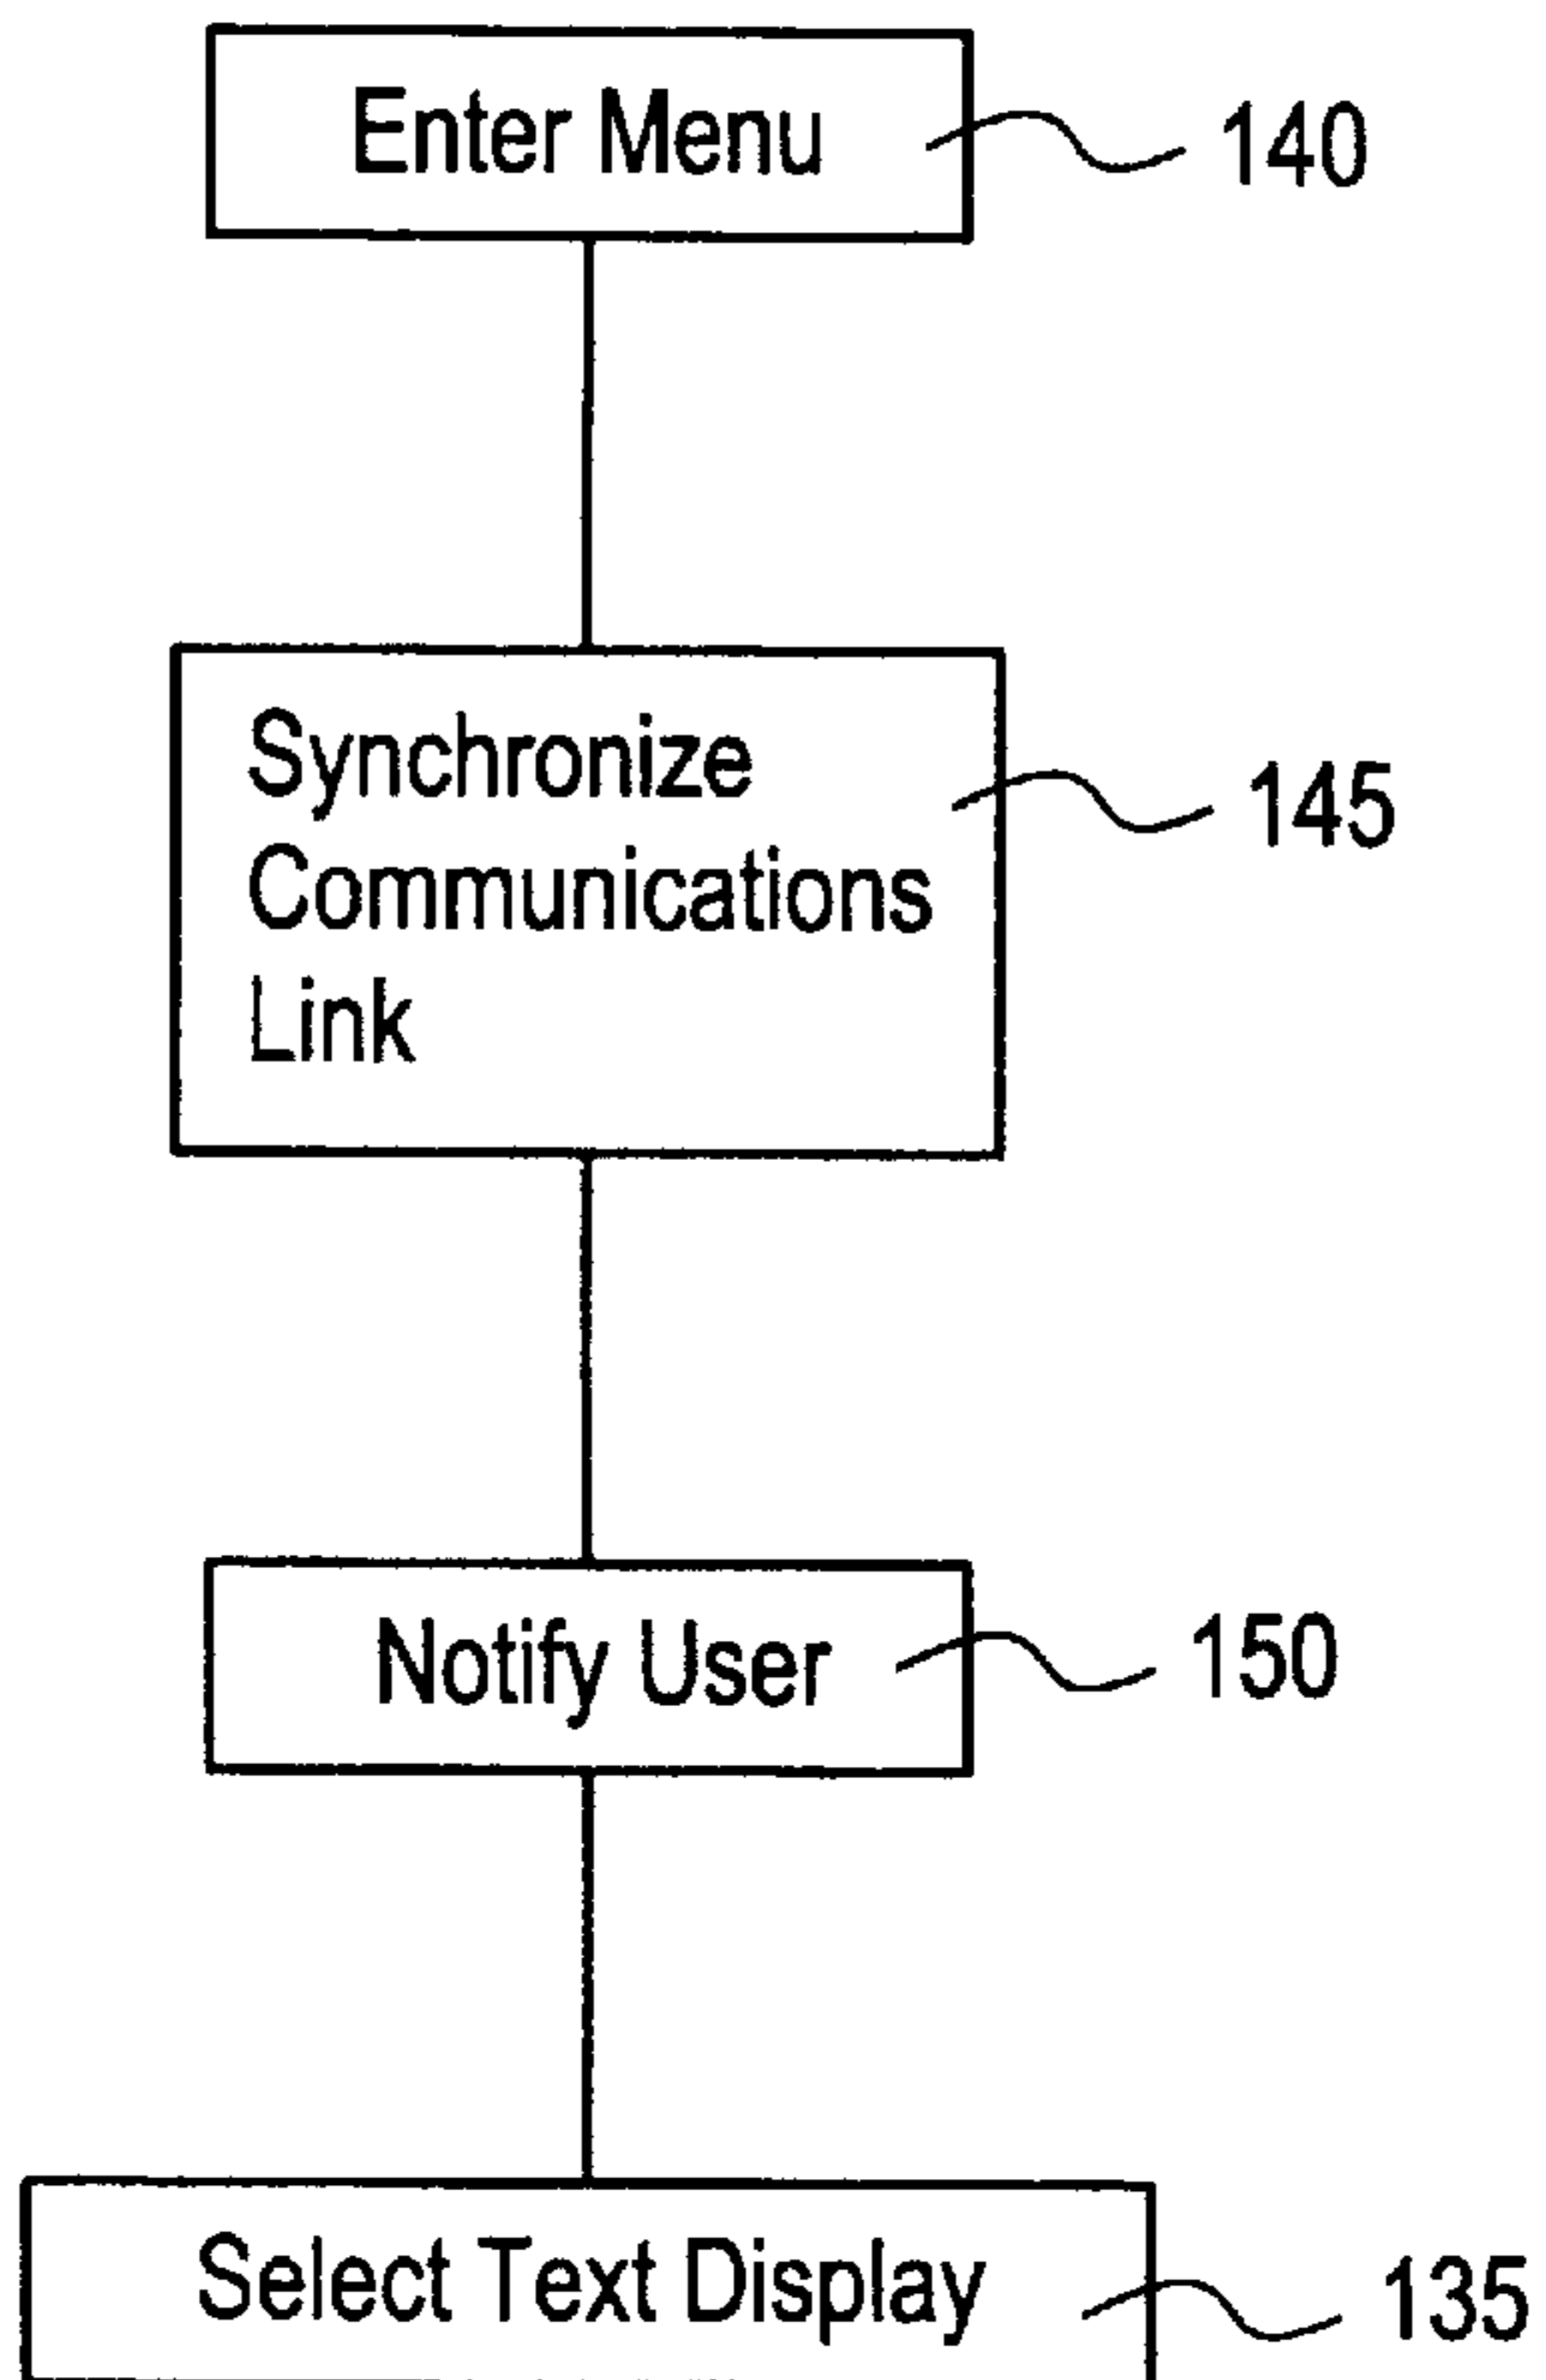 Enter Menu
140
Synchronize
145
Communications
Link
Notify User
150
Select Text Display
135